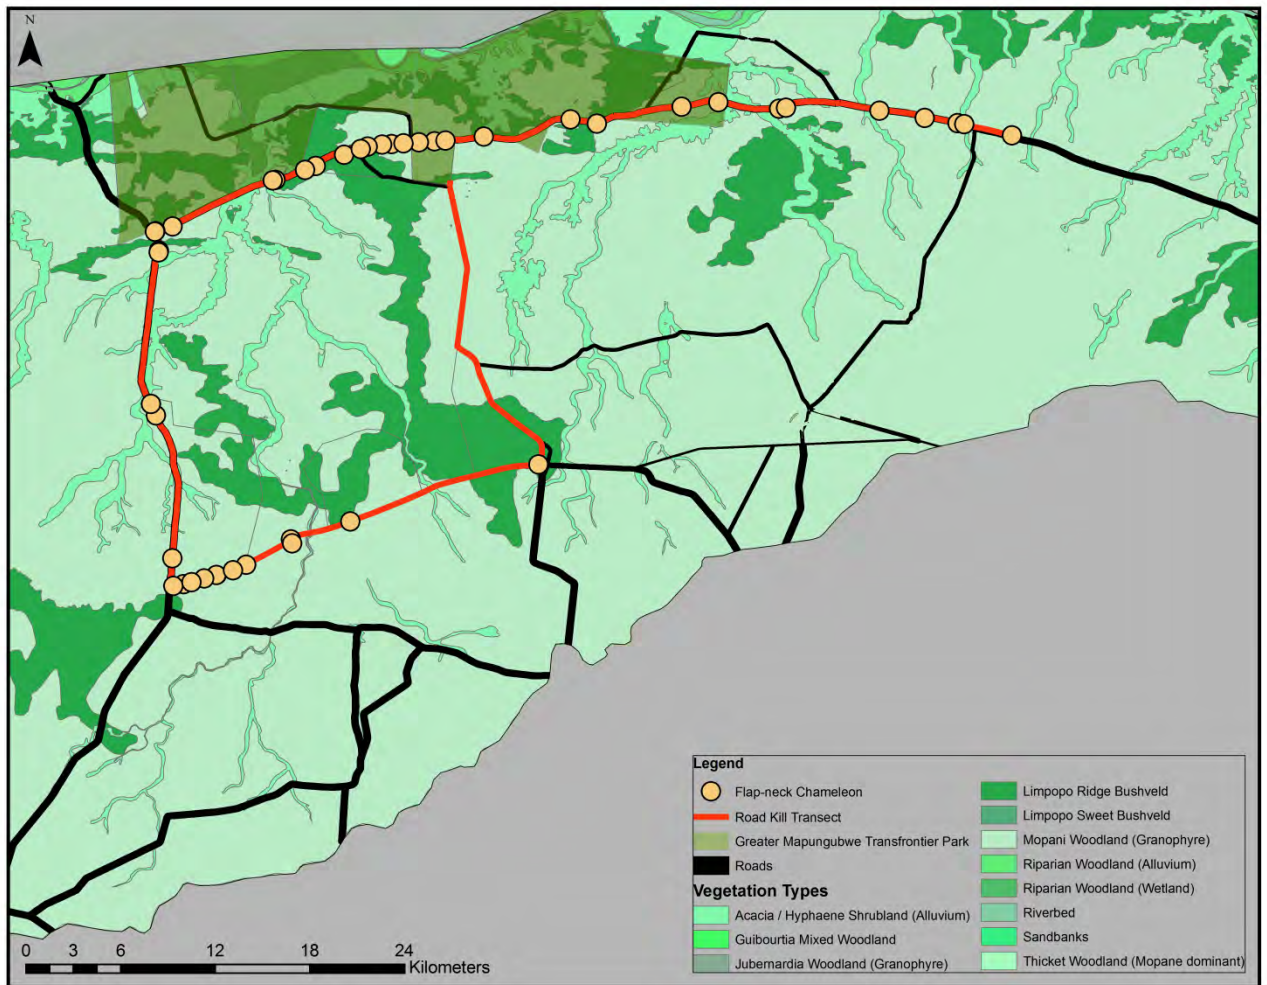 N
Legend
Flap-neck Chameleon
Road Kill Transect
Greater Mapungubwe Transfrontier Park
Roads
Vegetation Types
Acacia / Hyphaene Shrubland (Alluvium)
Guibourtia Mixed Woodland
Jubernardia Woodland (Granophyre)
Limpopo Ridge Bushveld
Limpopo Sweet Bushveld
Mopani Woodland (Granophyre)
Riparian Woodland (Alluvium)
Riparian Woodland (Wetland)
Riverbed
Sandbanks
Thicket Woodland (Mopane dominant)
0 3 6 12 18 24
Kilometers